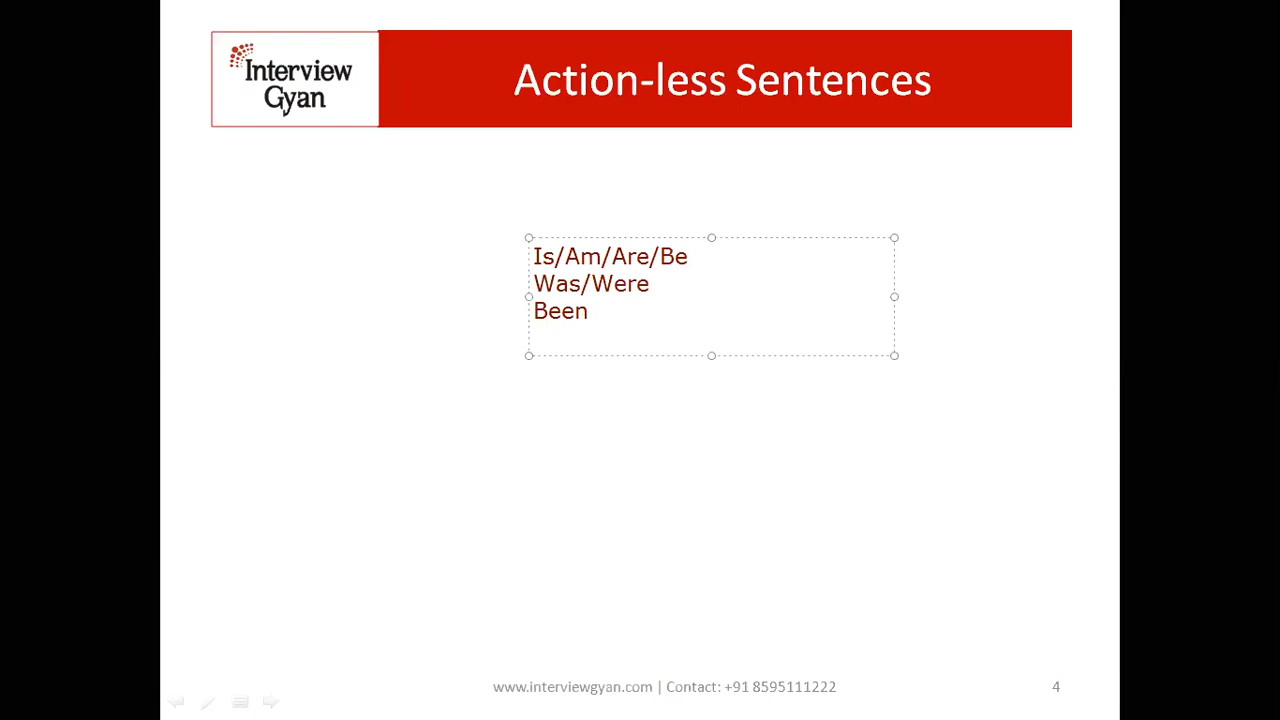 Interview
Gyan
Action-less Sentences
Is/Am/Are/Be
Was/Were
Been
www.interviewgyan.com | Contact: +91 8595111222
4